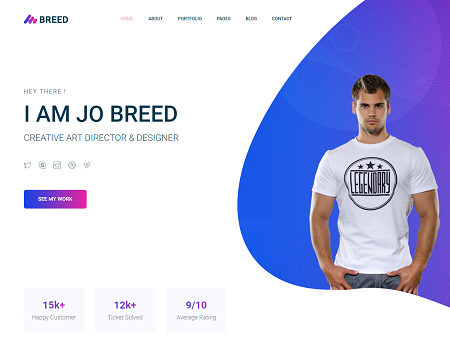 BREED
HOME ABOUT PORTFOLIO PAGES BLOG CONTACT
HEY THERE !
I AM JO BREED
CREATIVE ART DIRECTOR & DESIGNER
SEE MY WORK
LEGENDARY
15k+ 12k+ 9/10
Happy Customer Ticket Solved Average Rating